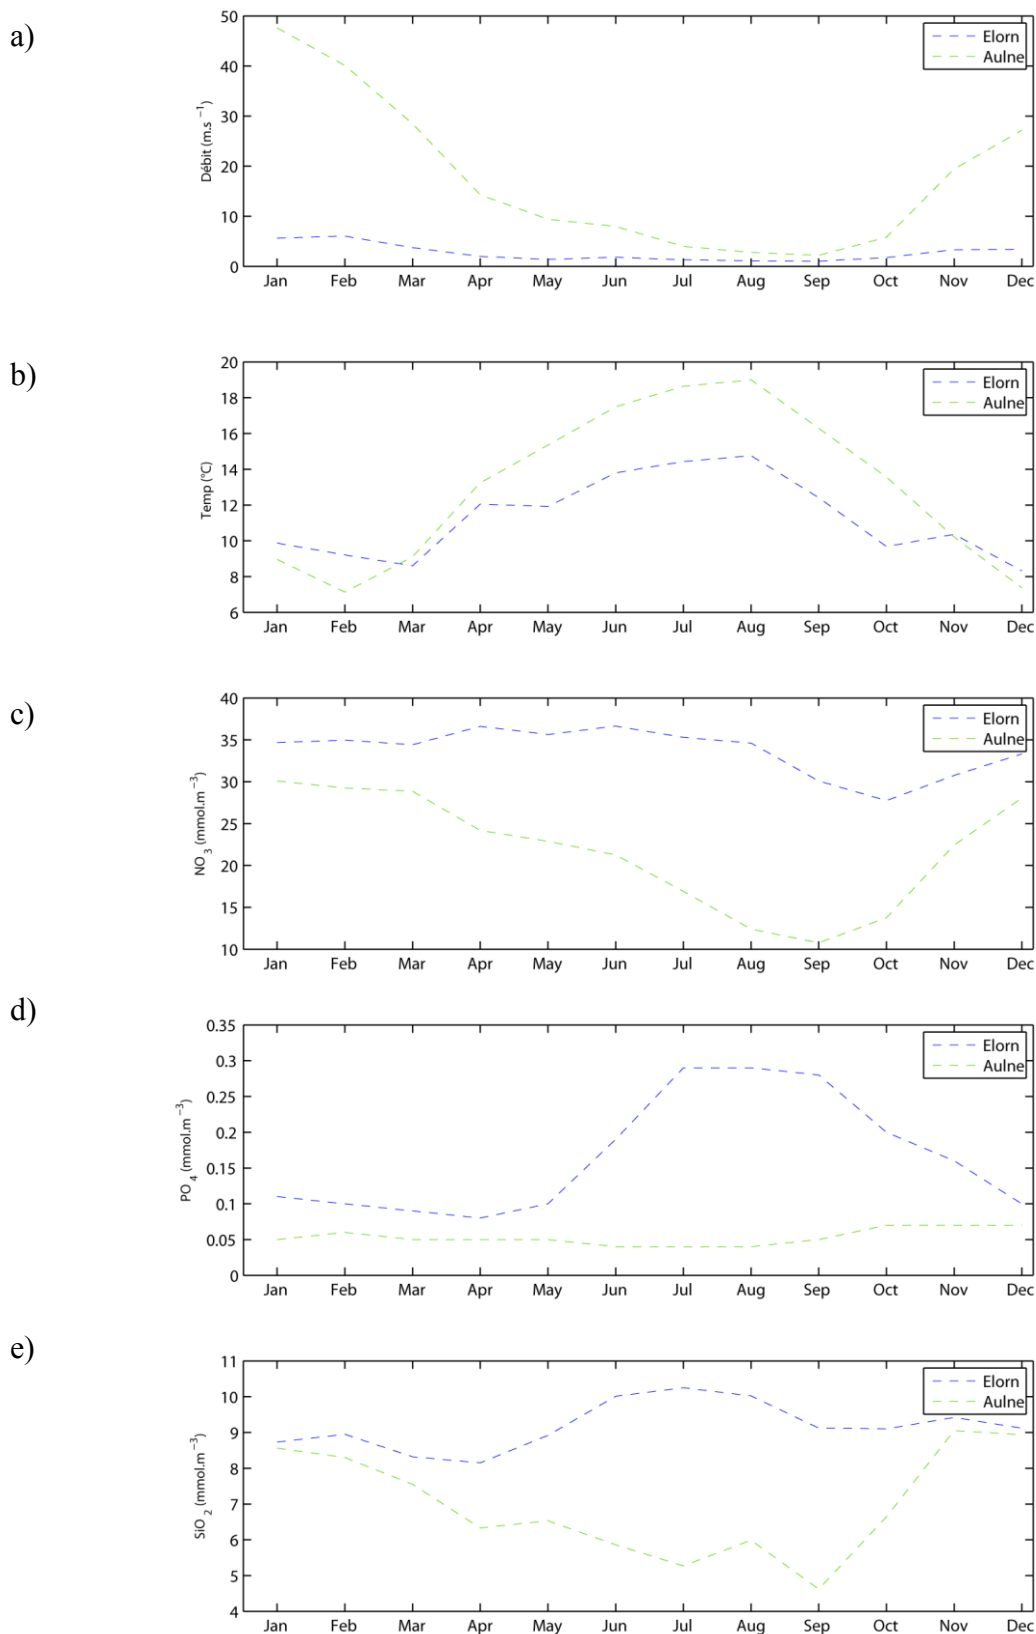 a)
50
40
30
20
10
0
Débit (m.s −1)
Elorn
Aulne
Jan Feb Mar Apr May Jun Jul Aug Sep Oct Nov Dec
b)
20
18
16
14
12
10
8
6
Temp (°C)
Elorn
Aulne
Jan Feb Mar Apr May Jun Jul Aug Sep Oct Nov Dec
c)
40
35
30
25
20
15
10
NO3 (mmol.m−3)
Elorn
Aulne
Jan Feb Mar Apr May Jun Jul Aug Sep Oct Nov Dec
d)
0.35
0.3
0.25
0.2
0.15
0.1
0.05
0
PO4 (mmol.m−3)
Elorn
Aulne
Jan Feb Mar Apr May Jun Jul Aug Sep Oct Nov Dec
e)
11
10
9
8
7
6
5
4
SiO2 (mmol.m−3)
Elorn
Aulne
Jan Feb Mar Apr May Jun Jul Aug Sep Oct Nov Dec